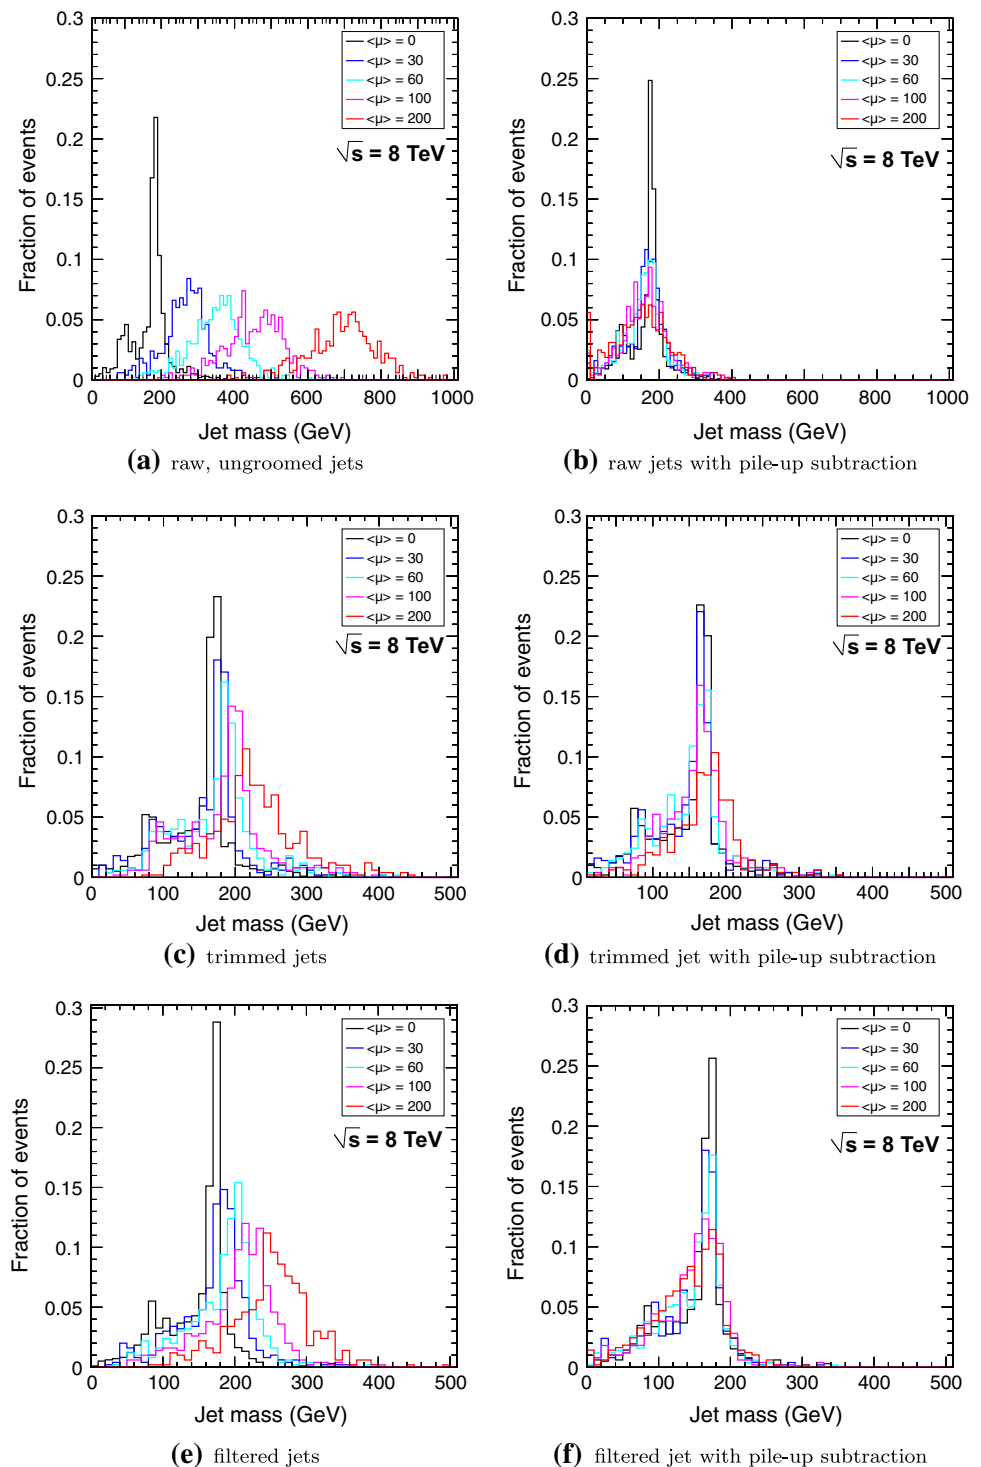 0.3
0.25
0.2
0.15
0.1
0.05
0
Fraction of events
<μ> = 0
<μ> = 30
<μ> = 60
<μ> = 100
<μ> = 200
√s = 8 TeV
0 200 400 600 800 1000
Jet mass (GeV)
(a) raw, ungroomed jets
0.3
0.25
0.2
0.15
0.1
0.05
0
Fraction of events
<μ> = 0
<μ> = 30
<μ> = 60
<μ> = 100
<μ> = 200
√s = 8 TeV
0 200 400 600 800 1000
Jet mass (GeV)
(b) raw jets with pile-up subtraction
0.3
0.25
0.2
0.15
0.1
0.05
0
Fraction of events
<μ> = 0
<μ> = 30
<μ> = 60
<μ> = 100
<μ> = 200
√s = 8 TeV
0 100 200 300 400 500
Jet mass (GeV)
(c) trimmed jets
0.3
0.25
0.2
0.15
0.1
0.05
0
Fraction of events
<μ> = 0
<μ> = 30
<μ> = 60
<μ> = 100
<μ> = 200
√s = 8 TeV
100 200 300 400 500
Jet mass (GeV)
(d) trimmed jet with pile-up subtraction
0.3
0.25
0.2
0.15
0.1
0.05
0
Fraction of events
<μ> = 0
<μ> = 30
<μ> = 60
<μ> = 100
<μ> = 200
√s = 8 TeV
0 100 200 300 400 500
Jet mass (GeV)
(e) filtered jets
0.3
0.25
0.2
0.15
0.1
0.05
0
Fraction of events
<μ> = 0
<μ> = 30
<μ> = 60
<μ> = 100
<μ> = 200
√s = 8 TeV
0 100 200 300 400 500
Jet mass (GeV)
(f) filtered jet with pile-up subtraction